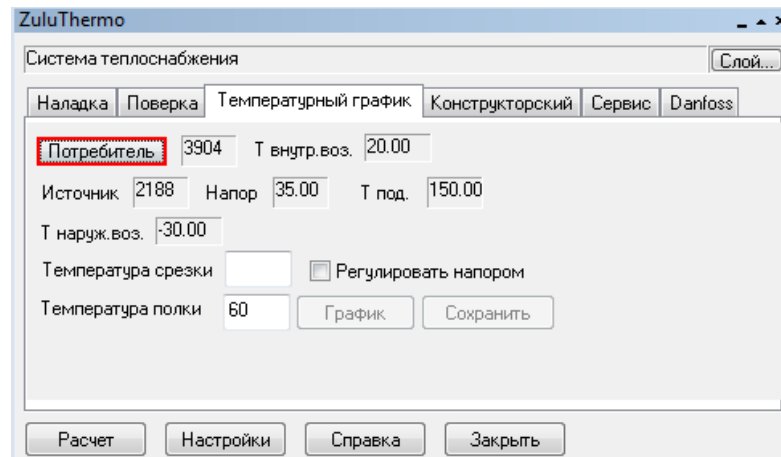 ZuluThermo
Система теплоснабжения Слой...
Наладка Поверка Температурный график Конструкторский Сервис Danfoss
Потребитель 3904 Т внутр.воз. 20.00
Источник 2188 Напор 35.00 Т под. 150.00
Т наруж.воз. -30.00
Температура срезки Регулировать напором
Температура полки 60 График Сохранить
Расчет Настройки Справка Закрыть